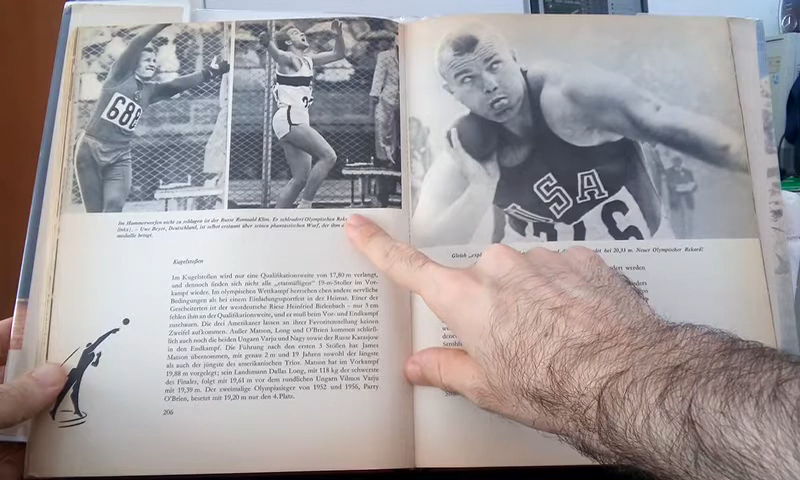 688
USA
Im Hammerwerfen nicht zu schlagen ist der Russe Romuald Klim. Er schleudert Olympischen
links). – Uwe Beyer, Deutschland, ist selbst erstaunt über seinen phantastischen Wurf, der ihm
medaille bringt.
Kugelstoßen
Im Kugelstoßen wird nur eine Qualifikationsweite von 17,80 m verlangt,
und dennoch finden sich nicht alle „etatmäßigen“ 19-m-Stoßer im Vor-
kampf wieder. Im olympischen Wettkampf herrschen eben andere nervliche
Bedingungen als bei einem Einladungssportfest in der Heimat. Einer der
Gescheiterten ist der westdeutsche Riese Heinfried Birlenbach – nur 3 cm
fehlen ihm an der Qualifikationsweite, und er muß beim Vor- und Endkampf
zuschauen. Die drei Amerikaner lassen an ihrer Favoritenstellung keinen
Zweifel aufkommen. Außer Matson, Long und O'Brien kommen schließ-
lich auch noch die beiden Ungarn Varju und Nagy sowie der Russe Karasjow
in den Endkampf. Die Führung nach den ersten 3 Stößen hat James
Matson übernommen, mit genau 2 m und 19 Jahren sowohl der längste
als auch der jüngste des amerikanischen Trios. Matson hat im Vorkampf
19,88 m vorgelegt; sein Landsmann Dallas Long, mit 118 kg der schwerste
des Finales, folgt mit 19,61 m vor dem rundlichen Ungarn Vilmos Varju
mit 19,39 m. Der zweimalige Olympiasieger von 1952 und 1956, Parry
O'Brien, besetzt mit 19,20 m nur den 4. Platz.
206
Gleich
bei 20,33 m. Neuer Olympischer Rekord!
werden